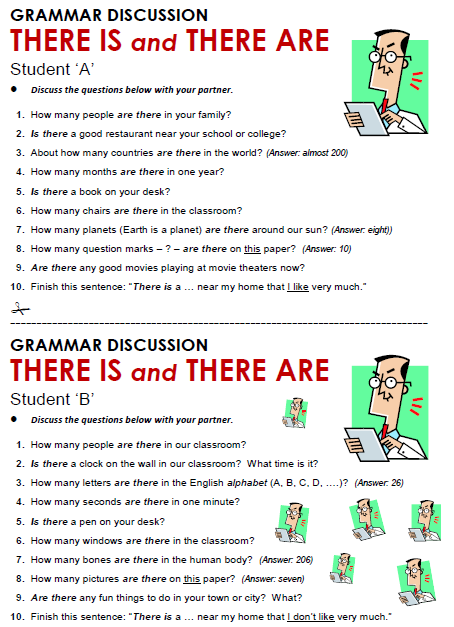 GRAMMAR DISCUSSION
THERE IS and THERE ARE
Student ‘A’
● Discuss the questions below with your partner.
1. How many people are there in your family?
2. Is there a good restaurant near your school or college?
3. About how many countries are there in the world? (Answer: almost 200)
4. How many months are there in one year?
5. Is there a book on your desk?
6. How many chairs are there in the classroom?
7. How many planets (Earth is a planet) are there around our sun? (Answer: eight))
8. How many question marks – ? – are there on this paper? (Answer: 10)
9. Are there any good movies playing at movie theaters now?
10. Finish this sentence: “There is a … near my home that I like very much.”
GRAMMAR DISCUSSION
THERE IS and THERE ARE
Student ‘B’
● Discuss the questions below with your partner.
1. How many people are there in our classroom?
2. Is there a clock on the wall in our classroom? What time is it?
3. How many letters are there in the English alphabet (A, B, C, D, ….)? (Answer: 26)
4. How many seconds are there in one minute?
5. Is there a pen on your desk?
6. How many windows are there in the classroom?
7. How many bones are there in the human body? (Answer: 206)
8. How many pictures are there on this paper? (Answer: seven)
9. Are there any fun things to do in your town or city? What?
10. Finish this sentence: “There is a … near my home that I don’t like very much.”